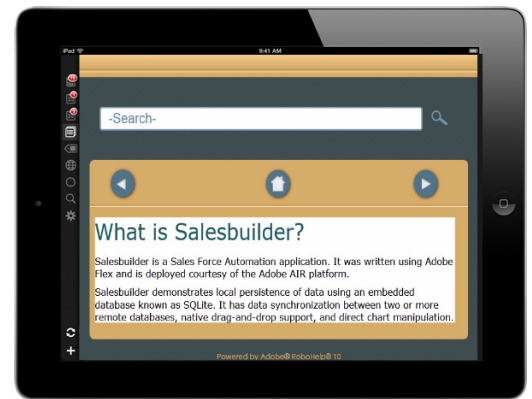 iPad
9:41 AM
-Search-
What is Salesbuilder?
Salesbuilder is a Sales Force Automation application. It was written using Adobe
Flex and is deployed courtesy of the Adobe AIR platform.
Salesbuilder demonstrates local persistence of data using an embedded
database known as SQLite. It has data synchronization between two or more
remote databases, native drag-and-drop support, and direct chart manipulation.
Powered by Adobe® RoboHelp® 10